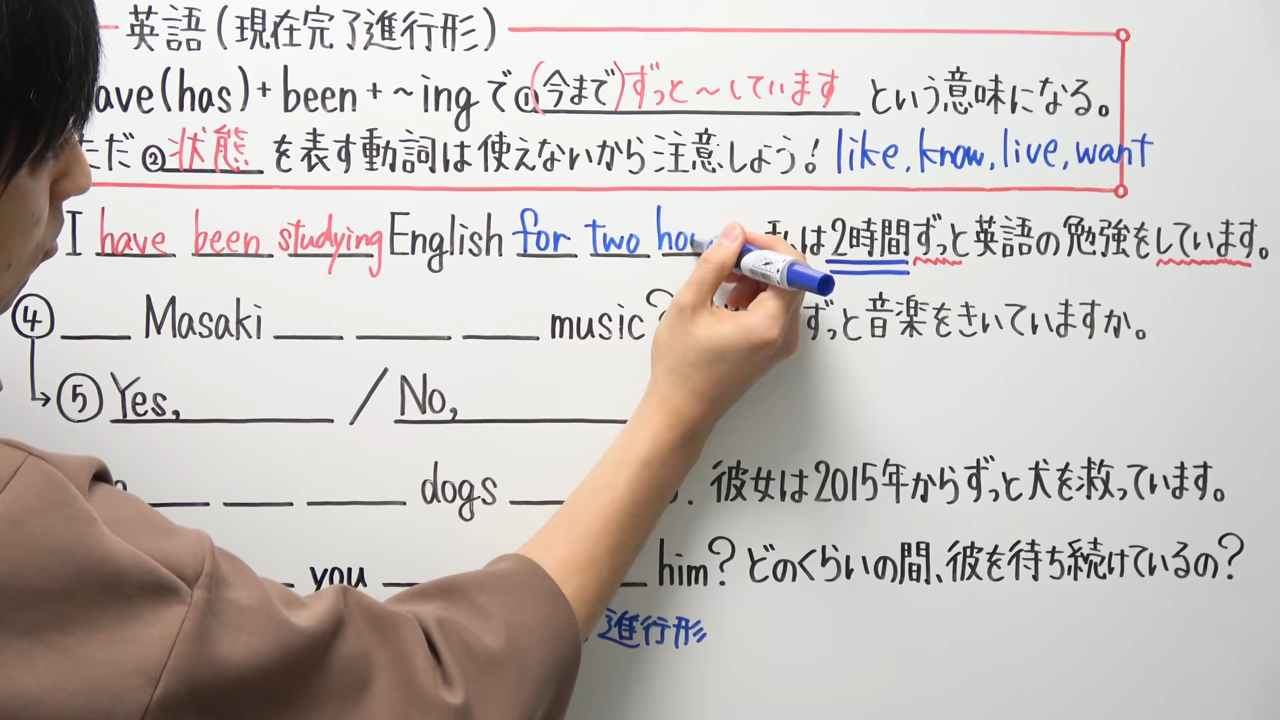 英語(現在完了進行形)
ave(has)+been+~ingで①(今まで)ずっと~しています という意味になる。
ただ②状態を表す動詞は使えないから注意しよう! like, know, live, want
I have been studying English for two hou 私は2時間ずっと英語の勉強をしています。
④ Masaki music? ずっと音楽をきいていますか。
⑤ Yes, / No,
dogs 彼女は2015年からずっと犬を救っています。
you him? どのくらいの間、彼を待ち続けているの?
進行形